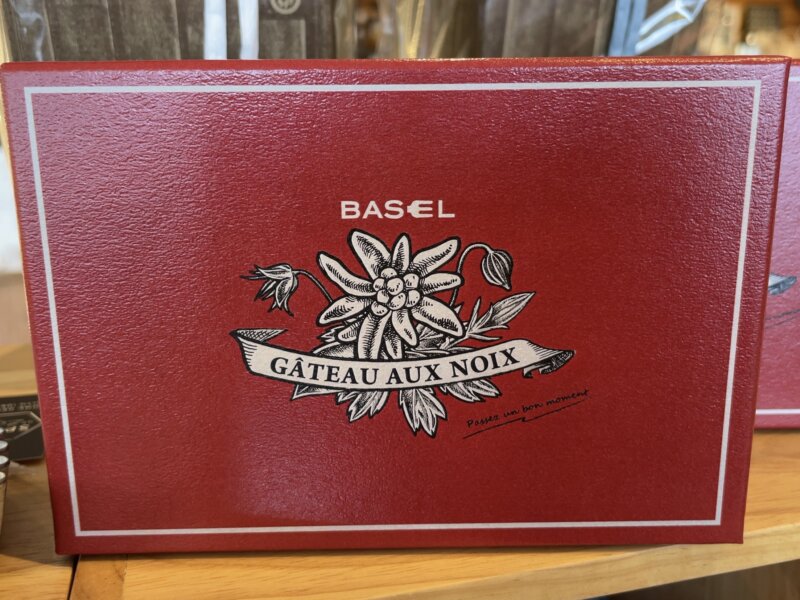 BASEL
GÂTEAU AUX NOIX
Passez un bon moment